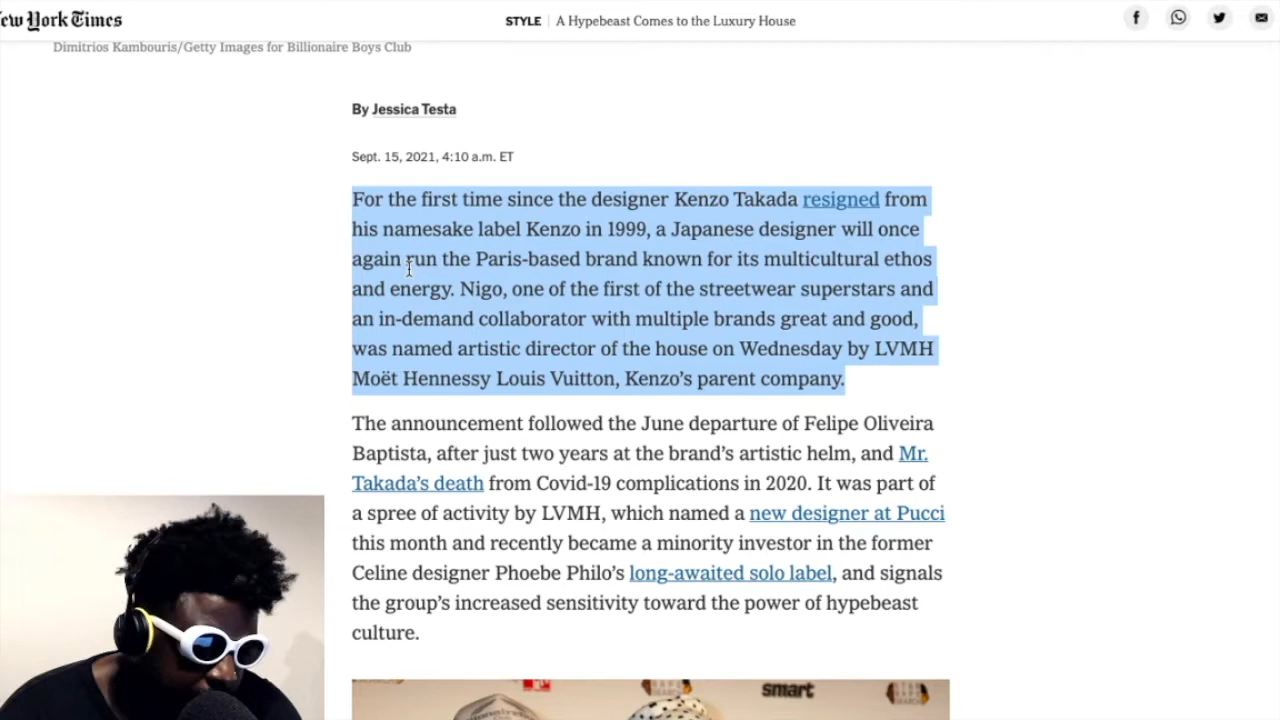 ew York Times
STYLE | A Hypebeast Comes to the Luxury House
Dimitrios Kambouris/Getty Images for Billionaire Boys Club
By Jessica Testa
Sept. 15, 2021, 4:10 a.m. ET
For the first time since the designer Kenzo Takada resigned from
his namesake label Kenzo in 1999, a Japanese designer will once
again run the Paris-based brand known for its multicultural ethos
and energy. Nigo, one of the first of the streetwear superstars and
an in-demand collaborator with multiple brands great and good,
was named artistic director of the house on Wednesday by LVMH
Moët Hennessy Louis Vuitton, Kenzo’s parent company.
The announcement followed the June departure of Felipe Oliveira
Baptista, after just two years at the brand’s artistic helm, and Mr.
Takada’s death from Covid-19 complications in 2020. It was part of
a spree of activity by LVMH, which named a new designer at Pucci
this month and recently became a minority investor in the former
Celine designer Phoebe Philo’s long-awaited solo label, and signals
the group’s increased sensitivity toward the power of hypebeast
culture.
smart